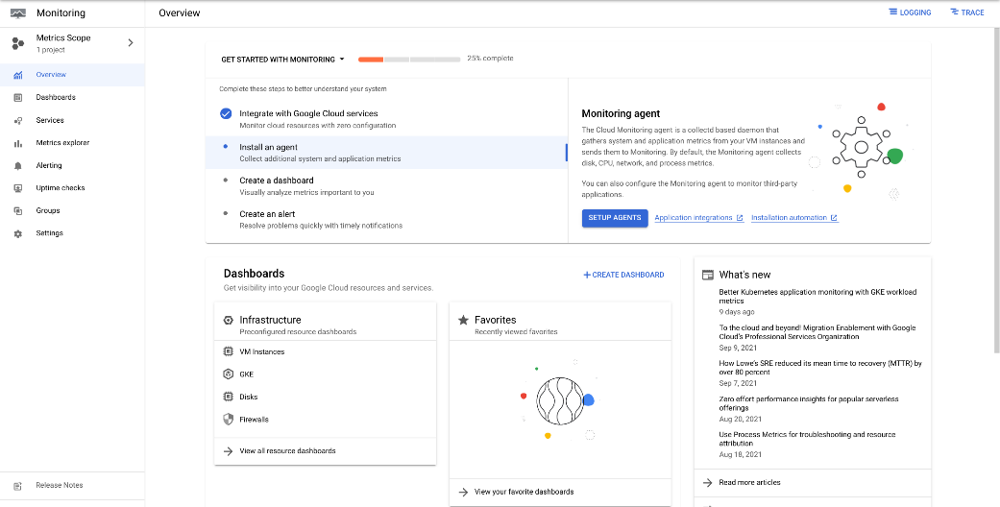 Monitoring
Overview
LOGGING
TRACE
Metrics Scope
1 project
Overview
Dashboards
Services
Metrics explorer
Alerting
Uptime checks
Groups
Settings
Release Notes
GET STARTED WITH MONITORING
25% complete
Complete these steps to better understand your system
Integrate with Google Cloud services
Monitor cloud resources with zero configuration
Install an agent
Collect additional system and application metrics
Create a dashboard
Visually analyze metrics important to you
Create an alert
Resolve problems quickly with timely notifications
Monitoring agent
The Cloud Monitoring agent is a collectd based daemon that
gathers system and application metrics from your VM instances and
sends them to Monitoring. By default, the Monitoring agent collects
disk, CPU, network, and process metrics.
You can also configure the Monitoring agent to monitor third-party
applications.
SETUP AGENTS
Application integrations
Installation automation
Dashboards
Get visibility into your Google Cloud resources and services.
CREATE DASHBOARD
Infrastructure
Preconfigured resource dashboards
VM Instances
GKE
Disks
Firewalls
View all resource dashboards
Favorites
Recently viewed favorites
View your favorite dashboards
What's new
Better Kubernetes application monitoring with GKE workload
metrics
9 days ago
To the cloud and beyond! Migration Enablement with Google
Cloud's Professional Services Organization
Sep 9, 2021
How Lowe's SRE reduced its mean time to recovery (MTTR) by
over 80 percent
Sep 7, 2021
Zero effort performance insights for popular serverless
offerings
Aug 20, 2021
Use Process Metrics for troubleshooting and resource
attribution
Aug 18, 2021
Read more articles